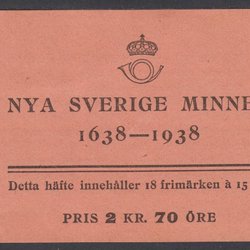 NYA SVERIGE MINNE
1638—1938
Detta häfte innehåller 18 frimärken à 15
PRIS 2 KR. 70 ÖRE